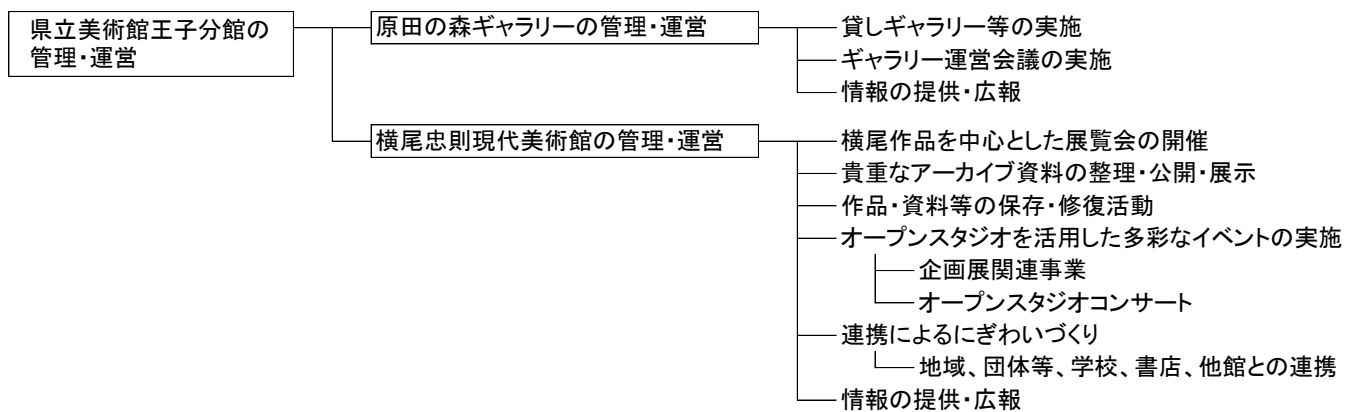 県立美術館王子分館の
管理・運営
原田の森ギャラリーの管理・運営
貸しギャラリー等の実施
ギャラリー運営会議の実施
情報の提供・広報
横尾忠則現代美術館の管理・運営
横尾作品を中心とした展覧会の開催
貴重なアーカイブ資料の整理・公開・展示
作品・資料等の保存・修復活動
オープンスタジオを活用した多彩なイベントの実施
企画展関連事業
オープンスタジオコンサート
連携によるにぎわいづくり
地域、団体等、学校、書店、他館との連携
情報の提供・広報